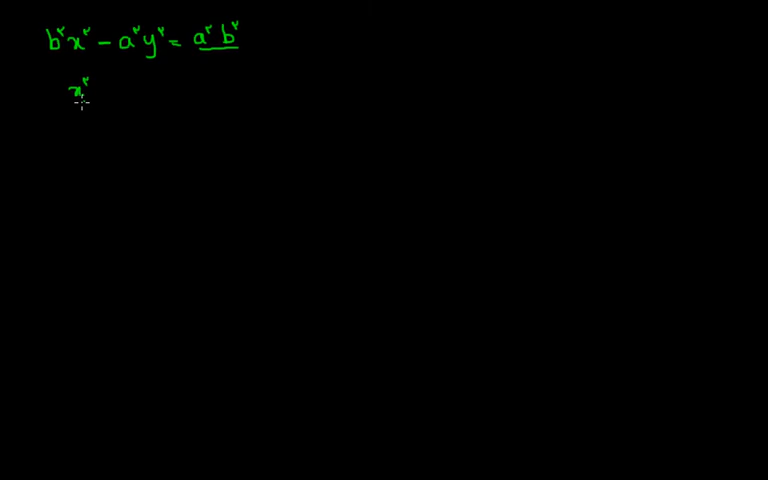 b²x² - a²y² = a²b²
x²